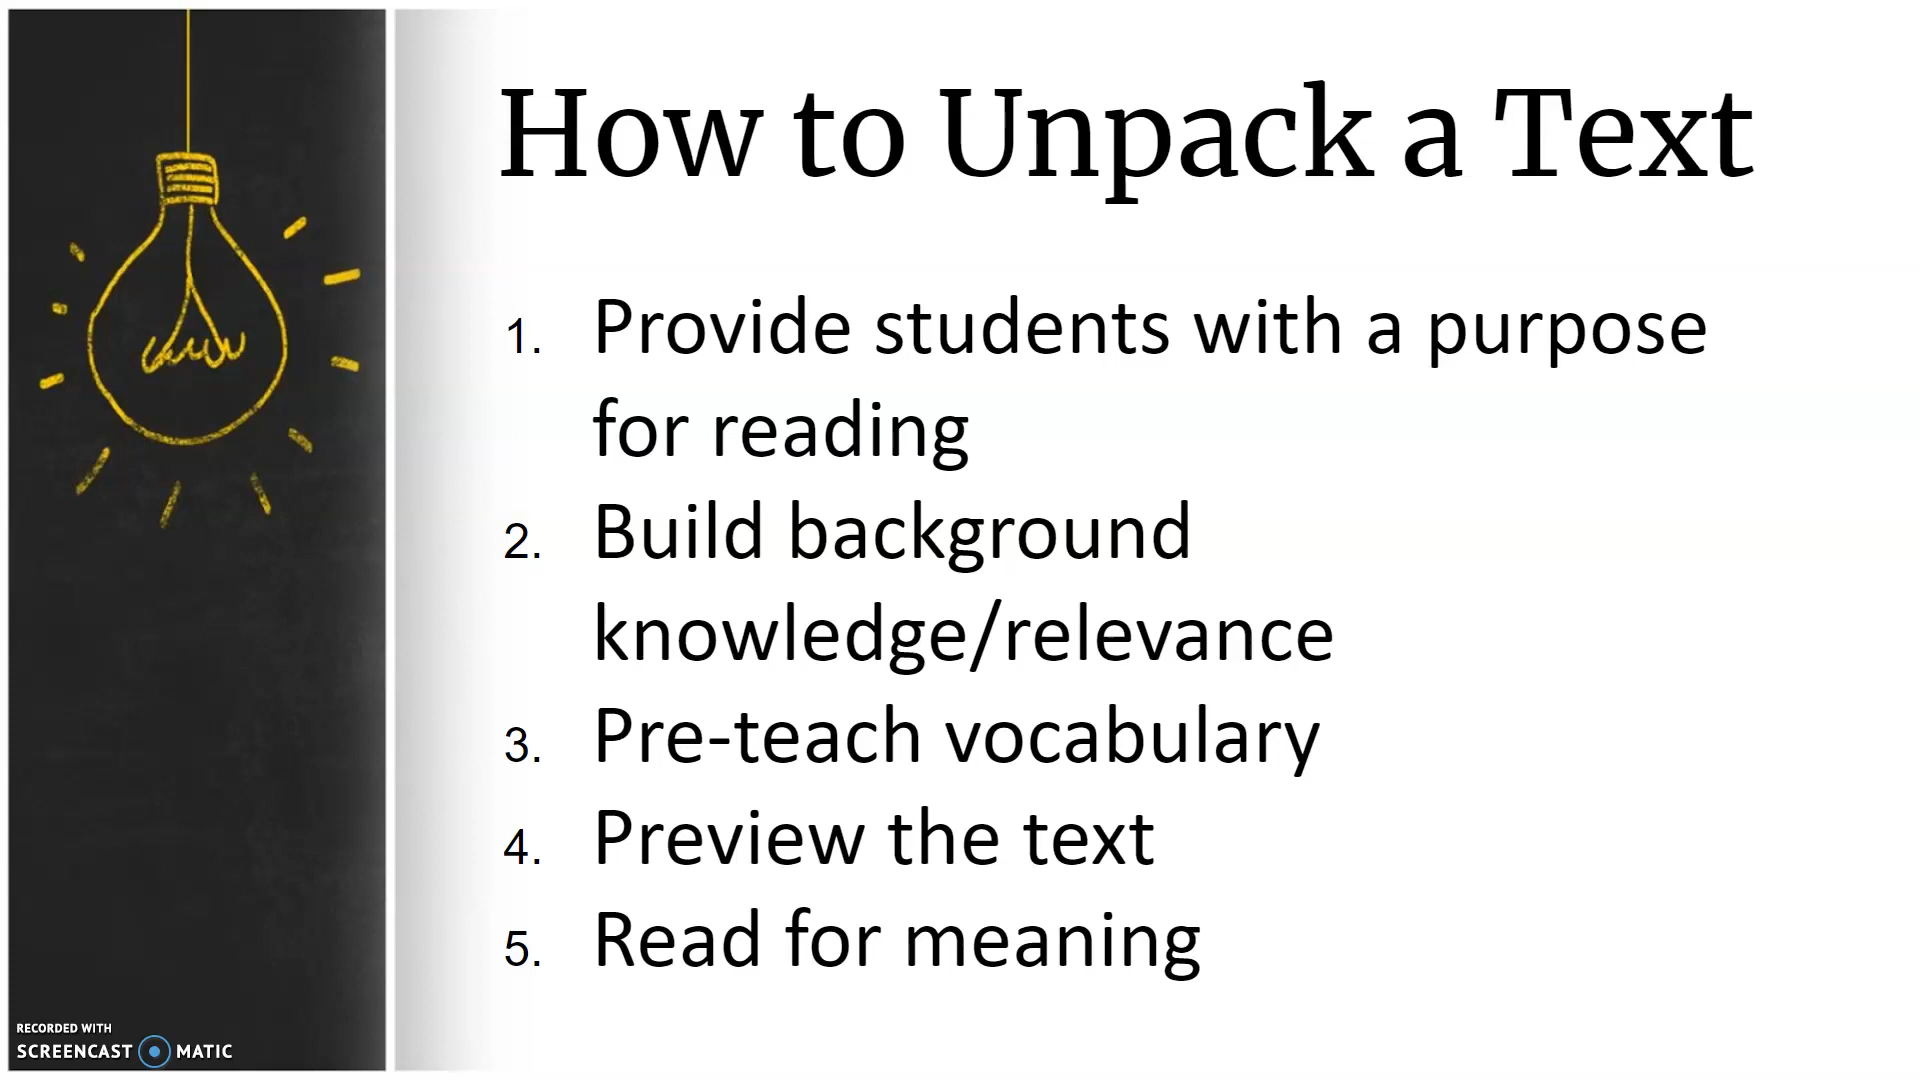 How to Unpack a Text
1. Provide students with a purpose
for reading
2. Build background
knowledge/relevance
3. Pre-teach vocabulary
4. Preview the text
5. Read for meaning
RECORDED WITH
SCREENCAST MATIC